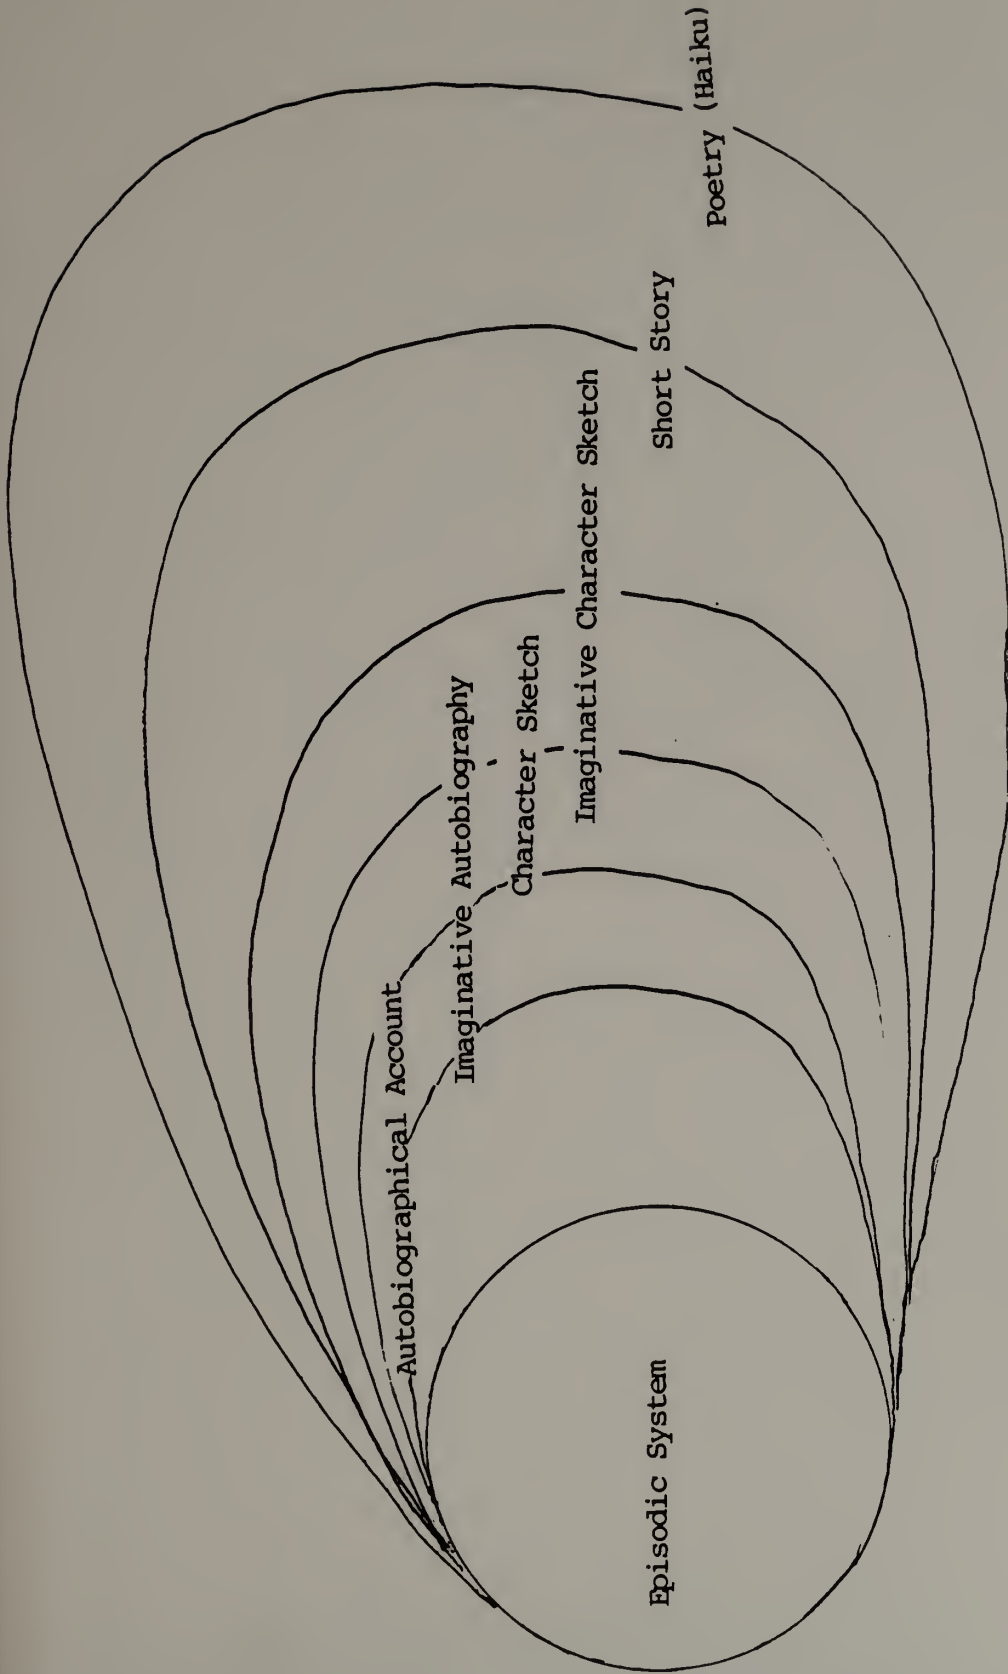 Episodic System
Autobiographical Account
Imaginative Autobiography
Character Sketch
Imaginative Character Sketch
Short Story
Poetry (Haiku)